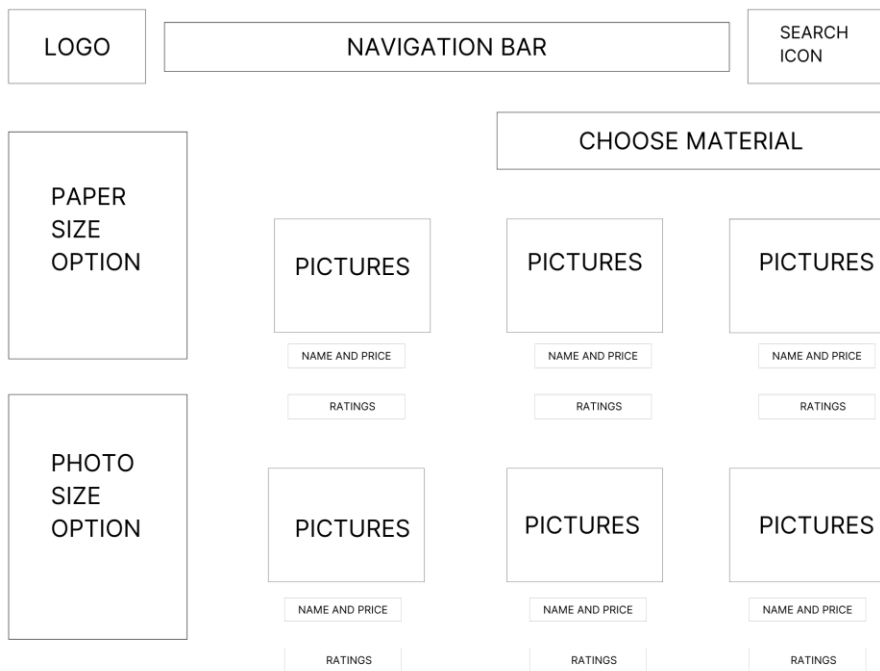 LOGO
NAVIGATION BAR
SEARCH
ICON
CHOOSE MATERIAL
PAPER
SIZE
OPTION
PICTURES
PICTURES
PICTURES
NAME AND PRICE
NAME AND PRICE
NAME AND PRICE
RATINGS
RATINGS
RATINGS
PHOTO
SIZE
OPTION
PICTURES
PICTURES
PICTURES
NAME AND PRICE
NAME AND PRICE
NAME AND PRICE
RATINGS
RATINGS
RATINGS